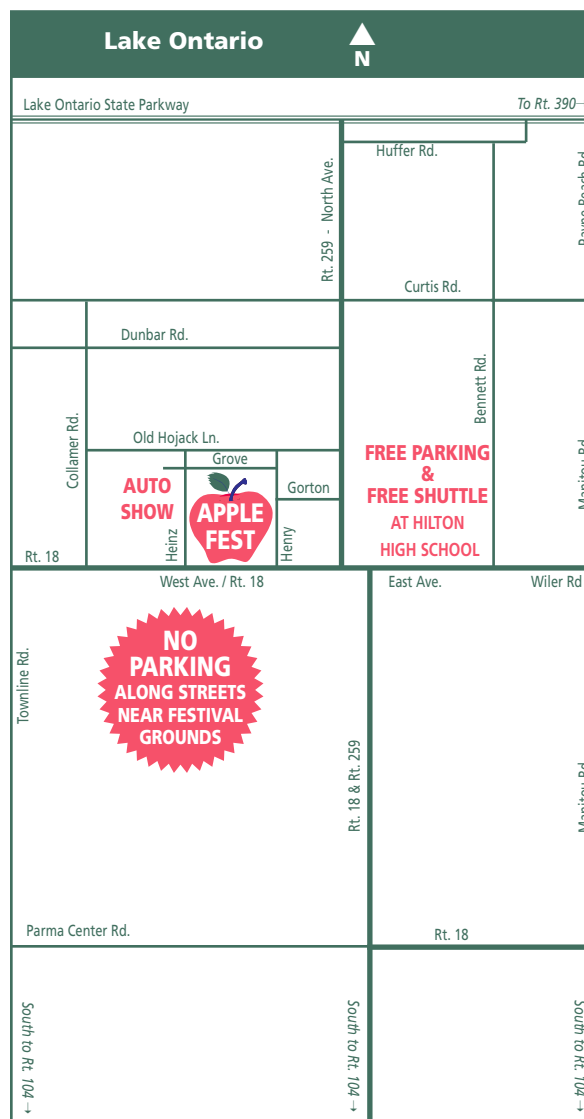 Lake Ontario
N
Lake Ontario State Parkway
To Rt. 390
Huffer Rd.
Rt. 259 - North Ave.
Curtis Rd.
Dunbar Rd.
Bennett Rd.
Collamer Rd.
Old Hojack Ln.
Grove
Gorton
AUTO
SHOW
APPLE
FEST
Heinz
Henry
FREE PARKING
&
FREE SHUTTLE
AT HILTON
HIGH SCHOOL
Manitou Rd
Rt. 18
West Ave. / Rt. 18
East Ave.
Wiler Rd
Townline Rd.
NO
PARKING
ALONG STREETS
NEAR FESTIVAL
GROUNDS
Rt. 18 & Rt. 259
Manitou Rd
Parma Center Rd.
Rt. 18
South to Rt. 104→
South to Rt. 104→
South to Rt. 104→